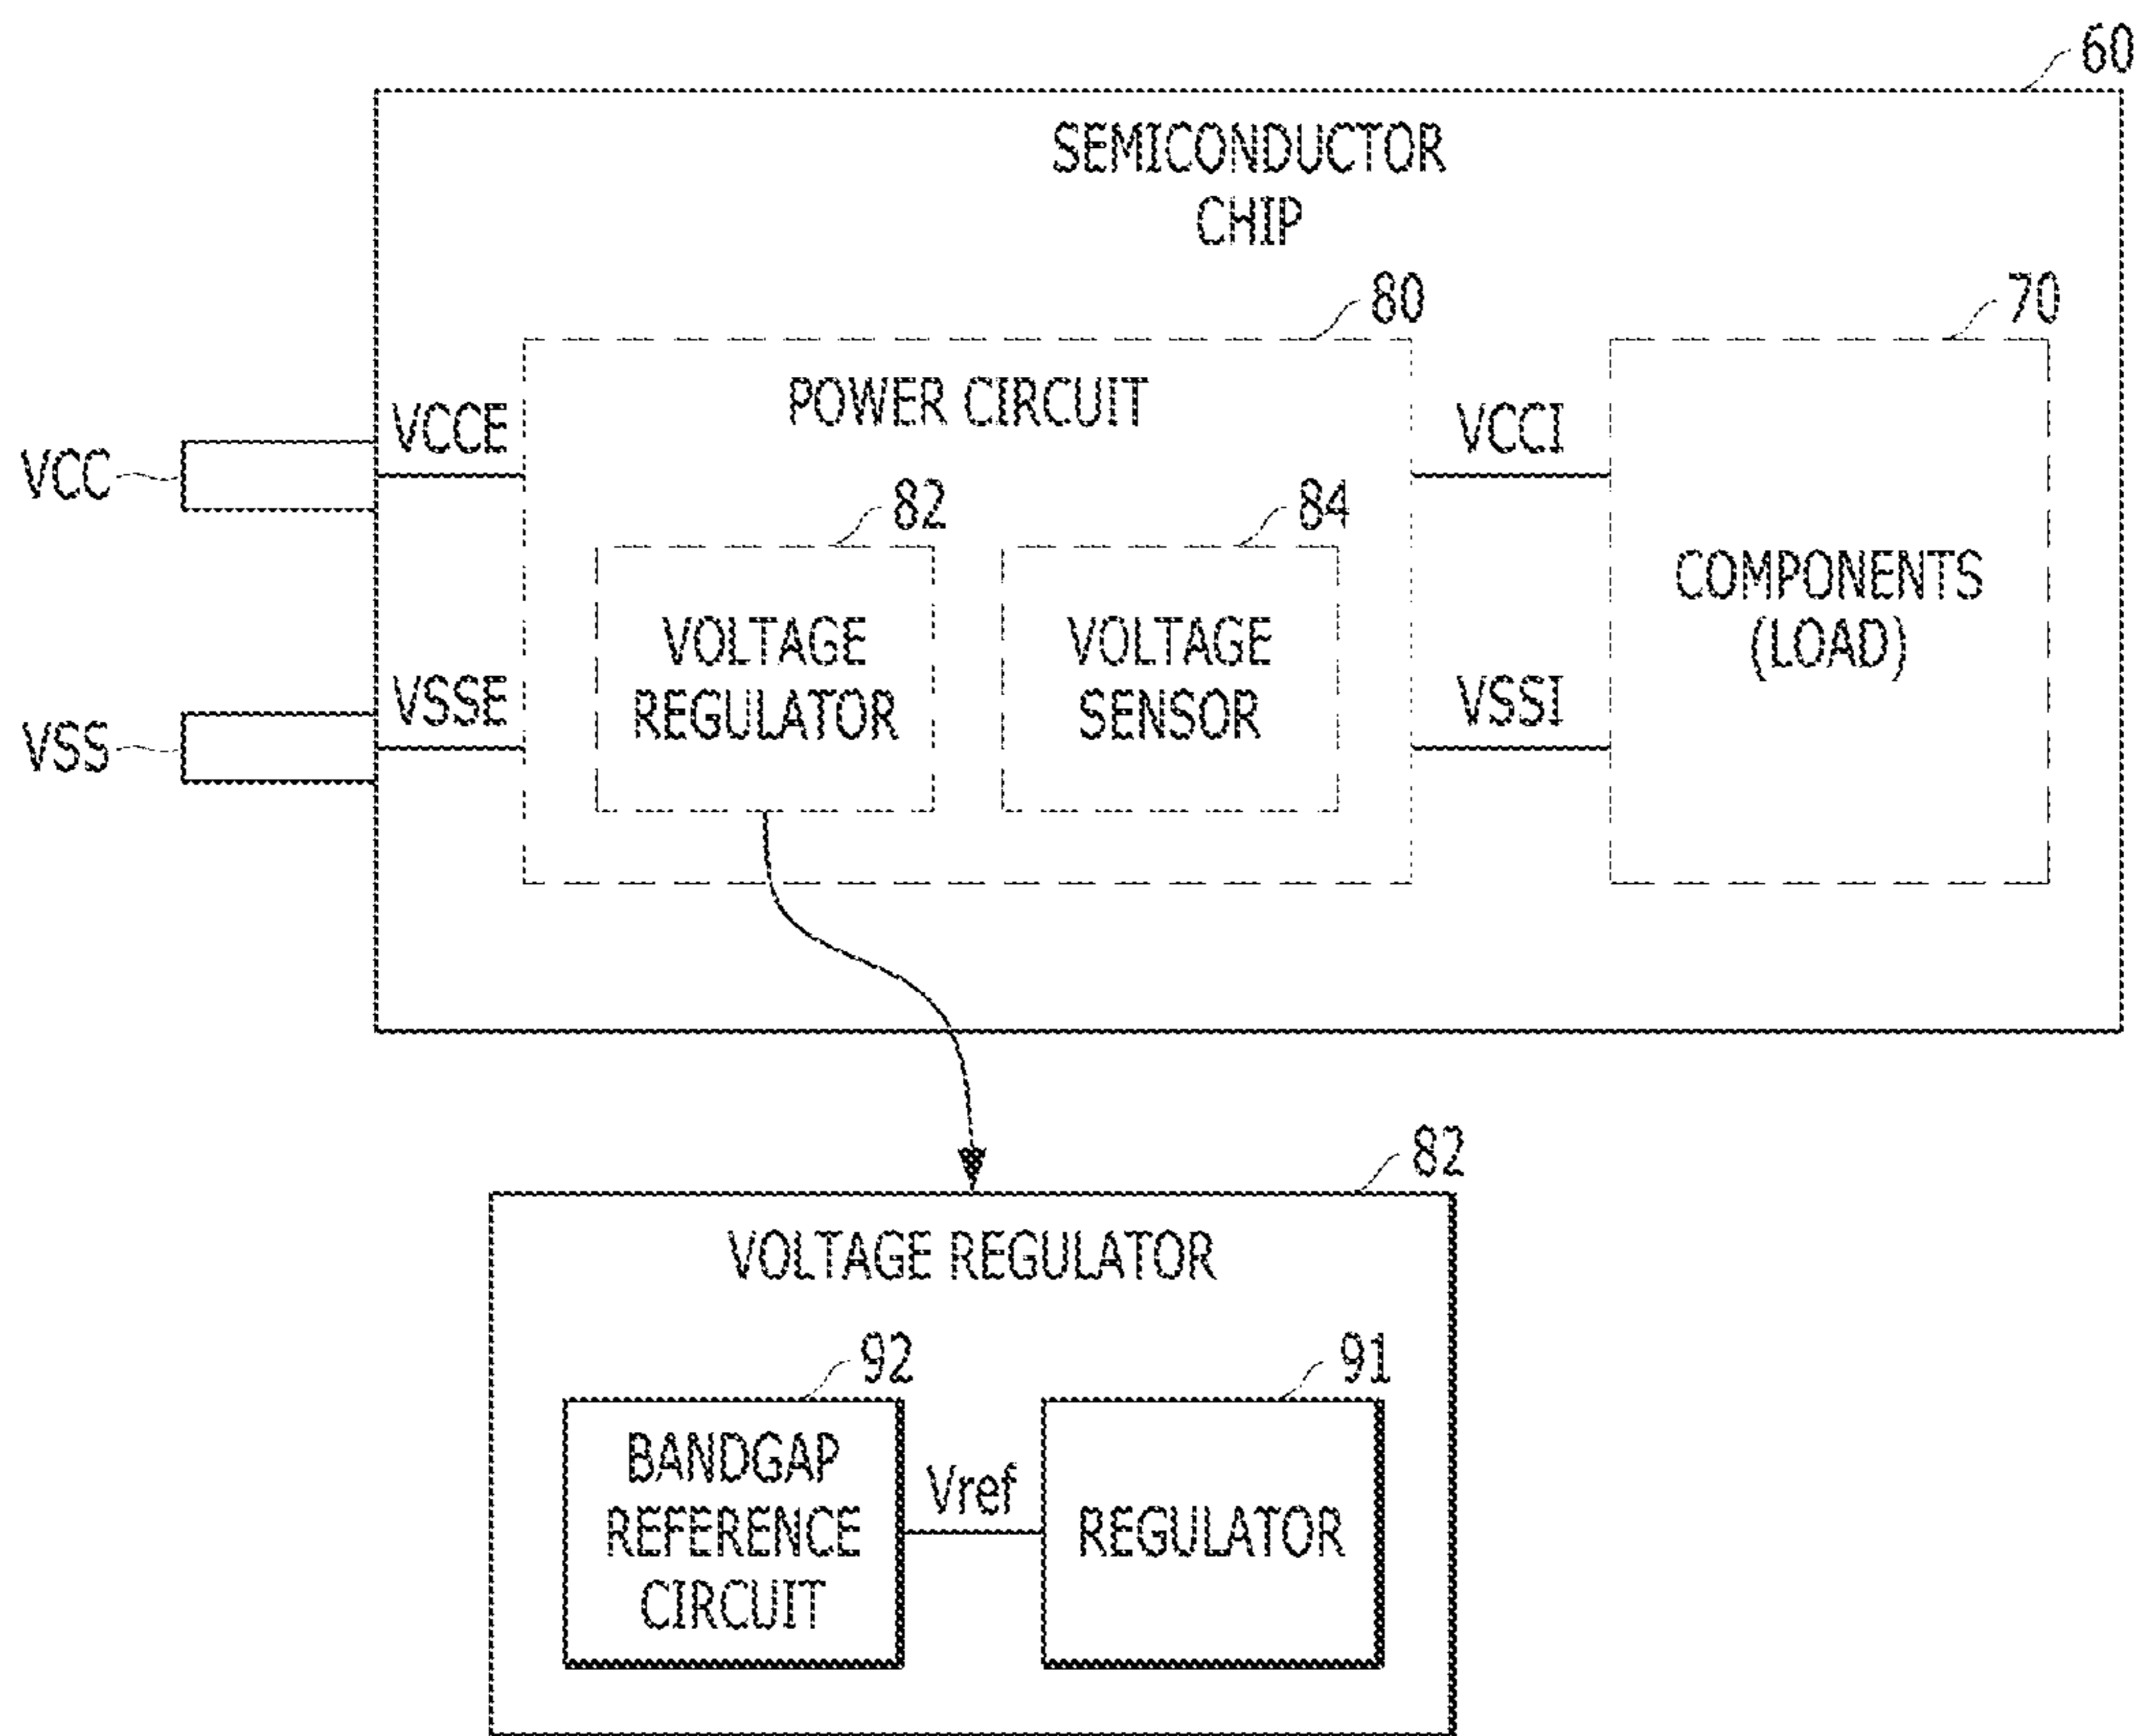 60
SEMICONDUCTOR
CHIP
80
70
POWER CIRCUIT
VCC
VCCE
VCCI
82
84
VOLTAGE
REGULATOR
VOLTAGE
SENSOR
COMPONENTS
(LOAD)
VSS
VSSE
VSSI
82
VOLTAGE REGULATOR
92
91
BANDGAP
REFERENCE
CIRCUIT
Vref
REGULATOR